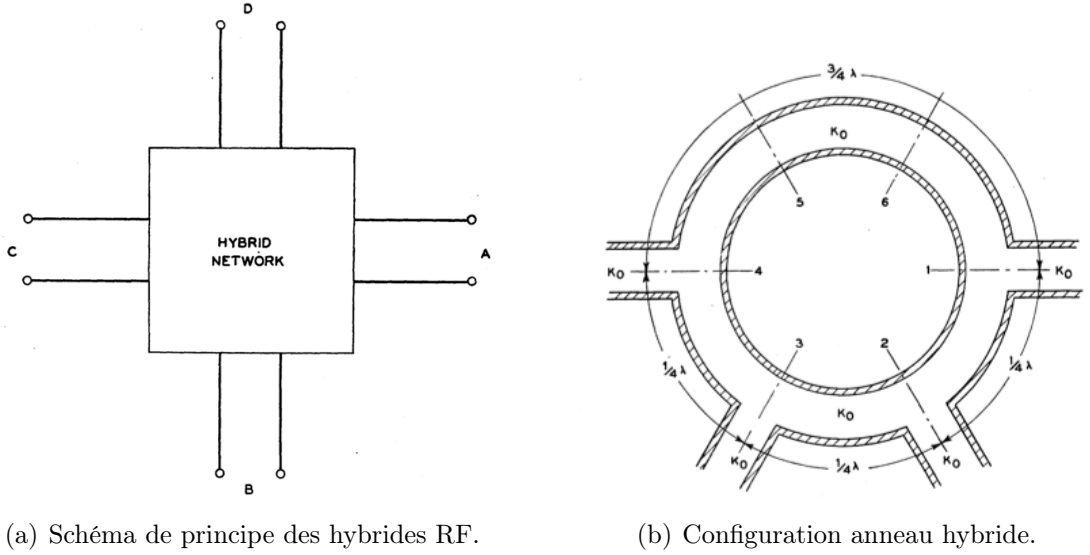 D
C
HYBRID
NETWORK
A
B
¾ λ
K₀
5
6
K₀
4
1
K₀
3
2
¼ λ
¼ λ
K₀
K₀
¼ λ
K₀
(a) Schéma de principe des hybrides RF.
(b) Configuration anneau hybride.